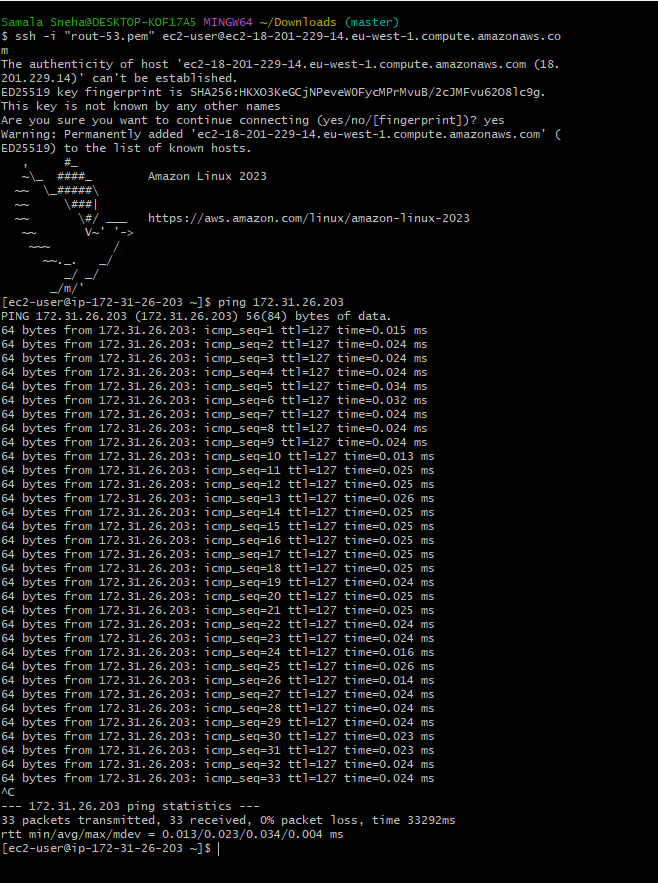 Samala Sneha@DESKTOP-KOF17A5 MINGW64 ~/Downloads (master)
$ ssh -i "rout-53.pem" ec2-user@ec2-18-201-229-14.eu-west-1.compute.amazonaws.co
m
The authenticity of host 'ec2-18-201-229-14.eu-west-1.compute.amazonaws.com (18.
201.229.14)' can't be established.
ED25519 key fingerprint is SHA256:HKXO3KeGCjNPeveWOFycMPrMvuB/2cJMFvu62O8lc9g.
This key is not known by any other names
Are you sure you want to continue connecting (yes/no/[fingerprint])? yes
Warning: Permanently added 'ec2-18-201-229-14.eu-west-1.compute.amazonaws.com' (
ED25519) to the list of known hosts.
   ,     #_
   ~\_  ####_        Amazon Linux 2023
  ~~  \_#####\
  ~~     \###|
  ~~       \#/ ___   https://aws.amazon.com/linux/amazon-linux-2023
   ~~       V~' '->
    ~~~         /
      ~~._.   _/
         _/ _/
       _/m/'
[ec2-user@ip-172-31-26-203 ~]$ ping 172.31.26.203
PING 172.31.26.203 (172.31.26.203) 56(84) bytes of data.
64 bytes from 172.31.26.203: icmp_seq=1 ttl=127 time=0.015 ms
64 bytes from 172.31.26.203: icmp_seq=2 ttl=127 time=0.024 ms
64 bytes from 172.31.26.203: icmp_seq=3 ttl=127 time=0.024 ms
64 bytes from 172.31.26.203: icmp_seq=4 ttl=127 time=0.024 ms
64 bytes from 172.31.26.203: icmp_seq=5 ttl=127 time=0.034 ms
64 bytes from 172.31.26.203: icmp_seq=6 ttl=127 time=0.032 ms
64 bytes from 172.31.26.203: icmp_seq=7 ttl=127 time=0.024 ms
64 bytes from 172.31.26.203: icmp_seq=8 ttl=127 time=0.024 ms
64 bytes from 172.31.26.203: icmp_seq=9 ttl=127 time=0.024 ms
64 bytes from 172.31.26.203: icmp_seq=10 ttl=127 time=0.013 ms
64 bytes from 172.31.26.203: icmp_seq=11 ttl=127 time=0.025 ms
64 bytes from 172.31.26.203: icmp_seq=12 ttl=127 time=0.025 ms
64 bytes from 172.31.26.203: icmp_seq=13 ttl=127 time=0.026 ms
64 bytes from 172.31.26.203: icmp_seq=14 ttl=127 time=0.025 ms
64 bytes from 172.31.26.203: icmp_seq=15 ttl=127 time=0.025 ms
64 bytes from 172.31.26.203: icmp_seq=16 ttl=127 time=0.025 ms
64 bytes from 172.31.26.203: icmp_seq=17 ttl=127 time=0.025 ms
64 bytes from 172.31.26.203: icmp_seq=18 ttl=127 time=0.025 ms
64 bytes from 172.31.26.203: icmp_seq=19 ttl=127 time=0.024 ms
64 bytes from 172.31.26.203: icmp_seq=20 ttl=127 time=0.025 ms
64 bytes from 172.31.26.203: icmp_seq=21 ttl=127 time=0.025 ms
64 bytes from 172.31.26.203: icmp_seq=22 ttl=127 time=0.024 ms
64 bytes from 172.31.26.203: icmp_seq=23 ttl=127 time=0.024 ms
64 bytes from 172.31.26.203: icmp_seq=24 ttl=127 time=0.016 ms
64 bytes from 172.31.26.203: icmp_seq=25 ttl=127 time=0.026 ms
64 bytes from 172.31.26.203: icmp_seq=26 ttl=127 time=0.014 ms
64 bytes from 172.31.26.203: icmp_seq=27 ttl=127 time=0.024 ms
64 bytes from 172.31.26.203: icmp_seq=28 ttl=127 time=0.024 ms
64 bytes from 172.31.26.203: icmp_seq=29 ttl=127 time=0.024 ms
64 bytes from 172.31.26.203: icmp_seq=30 ttl=127 time=0.023 ms
64 bytes from 172.31.26.203: icmp_seq=31 ttl=127 time=0.023 ms
64 bytes from 172.31.26.203: icmp_seq=32 ttl=127 time=0.024 ms
64 bytes from 172.31.26.203: icmp_seq=33 ttl=127 time=0.024 ms
^C
--- 172.31.26.203 ping statistics ---
33 packets transmitted, 33 received, 0% packet loss, time 33292ms
rtt min/avg/max/mdev = 0.013/0.023/0.034/0.004 ms
[ec2-user@ip-172-31-26-203 ~]$